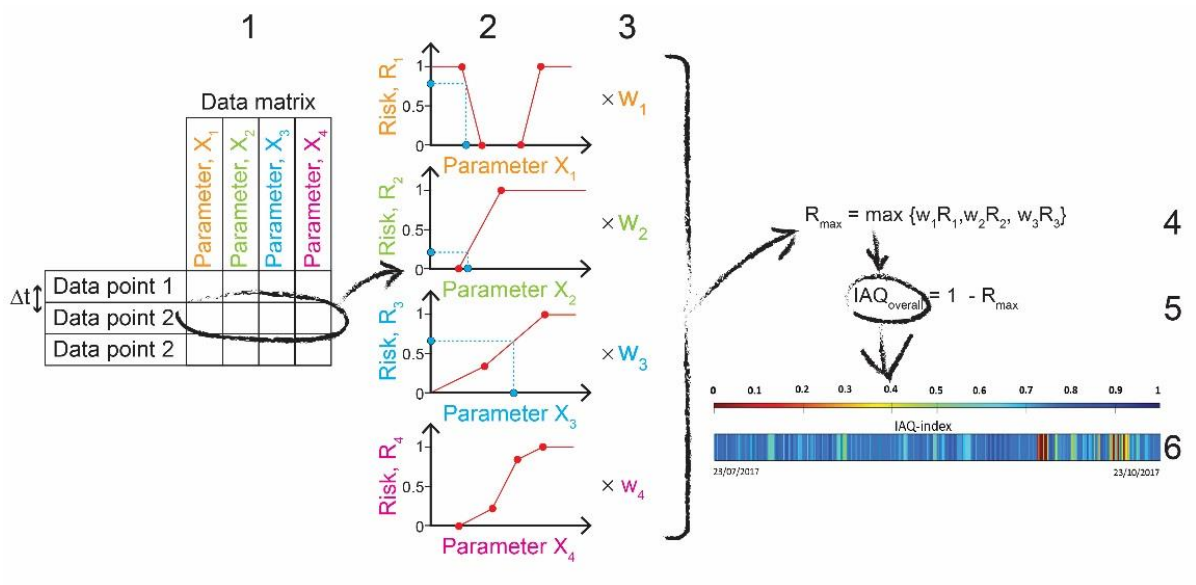 1
2
3
Data matrix
Parameter, X1
Parameter, X2
Parameter, X3
Parameter, X4
Δt
Data point 1
Data point 2
Data point 2
Risk, R1
1
0.5
0
Parameter X1
× W1
Risk, R2
1
0.5
0
Parameter X2
× W2
Risk, R3
1
0.5
0
Parameter X3
× W3
Risk, R4
1
0.5
0
Parameter X4
× w4
Rmax = max {w1R1,w2R2, w3R3}
4
IAQoverall = 1 - Rmax
5
0 0.1 0.2 0.3 0.4 0.5 0.6 0.7 0.8 0.9 1
IAQ-index
6
23/07/2017
23/10/2017